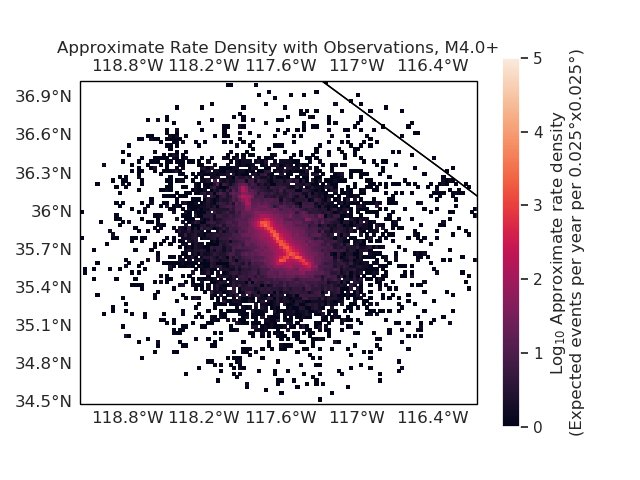 Approximate Rate Density with Observations, M4.0+
118.8°W 118.2°W 117.6°W 117°W 116.4°W
36.9°N
36.6°N
36.3°N
36°N
35.7°N
35.4°N
35.1°N
34.8°N
34.5°N
118.8°W 118.2°W 117.6°W 117°W 116.4°W
5
4
3
2
1
0
Log₁₀ Approximate rate density
(Expected events per year per 0.025°x0.025°)